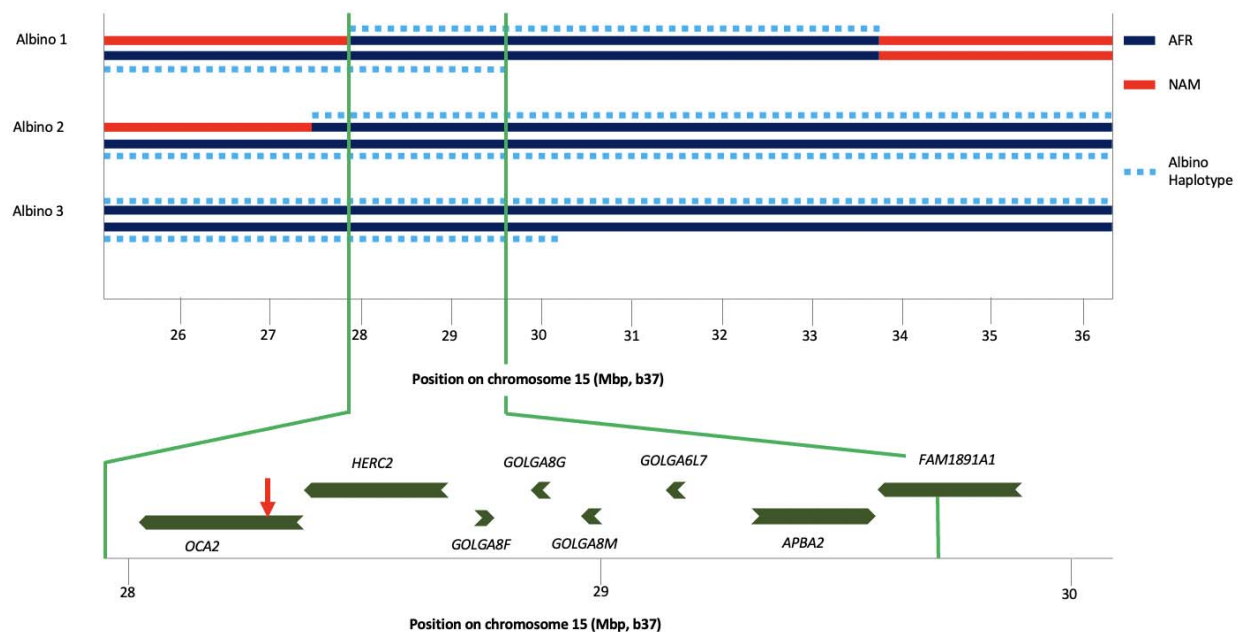 Albino 1
Albino 2
Albino 3
AFR
NAM
Albino
Haplotype
26 27 28 29 30 31 32 33 34 35 36
Position on chromosome 15 (Mbp, b37)
HERC2 GOLGA8G GOLGA6L7 FAM1891A1
OCA2 GOLGA8F GOLGA8M APBA2
28 29 30
Position on chromosome 15 (Mbp, b37)